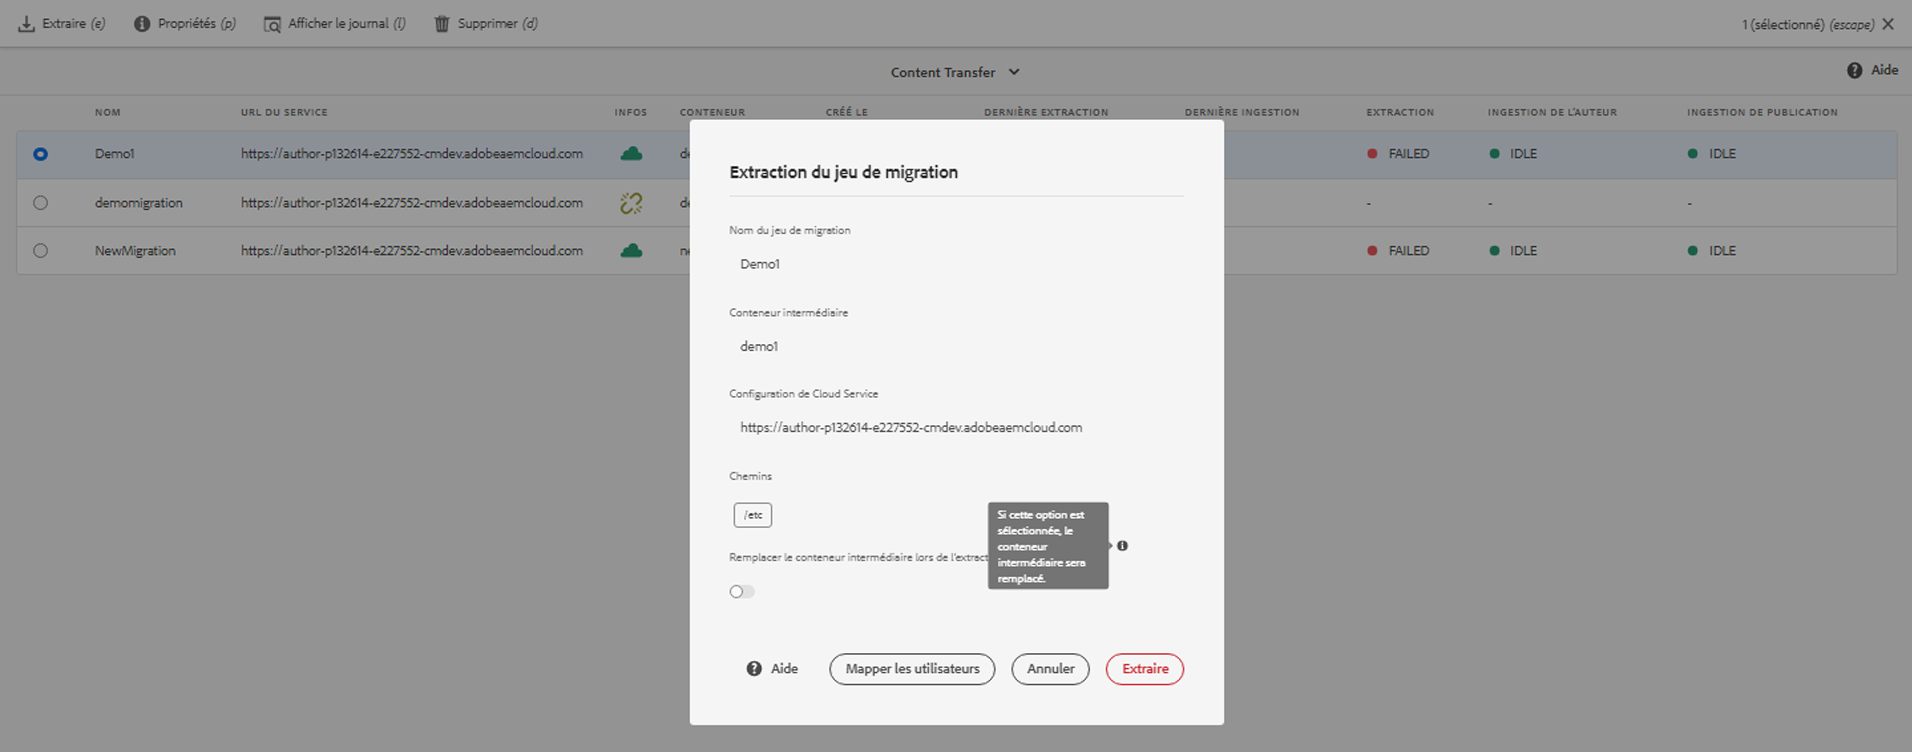 Extraire (e) Propriétés (p) Afficher le journal (l) Supprimer (d) 1 (sélectionné) (escape)
Content Transfer Aide
NOM URL DU SERVICE INFOS CONTENEUR CRÉÉ LE DERNIÈRE EXTRACTION DERNIÈRE INGESTION EXTRACTION INGESTION DE L'AUTEUR INGESTION DE PUBLICATION
Demo1 https://author-p132614-e227552-cmdev.adobeaemcloud.com de FAILED IDLE IDLE
demomigration https://author-p132614-e227552-cmdev.adobeaemcloud.com de - - -
NewMigration https://author-p132614-e227552-cmdev.adobeaemcloud.com ne FAILED IDLE IDLE
Extraction du jeu de migration
Nom du jeu de migration
Demo1
Conteneur intermédiaire
demo1
Configuration de Cloud Service
https://author-p132614-e227552-cmdev.adobeaemcloud.com
Chemins
/etc
Remplacer le conteneur intermédiaire lors de l'extract
Si cette option est
sélectionnée, le
conteneur
intermédiaire sera
remplacé.
Aide Mapper les utilisateurs Annuler Extraire